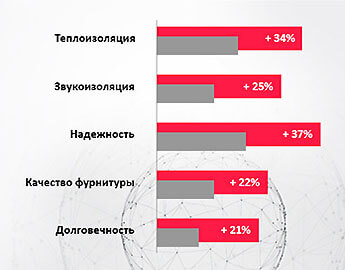 Теплоизоляция + 34%
Звукоизоляция + 25%
Надежность + 37%
Качество фурнитуры + 22%
Долговечность + 21%